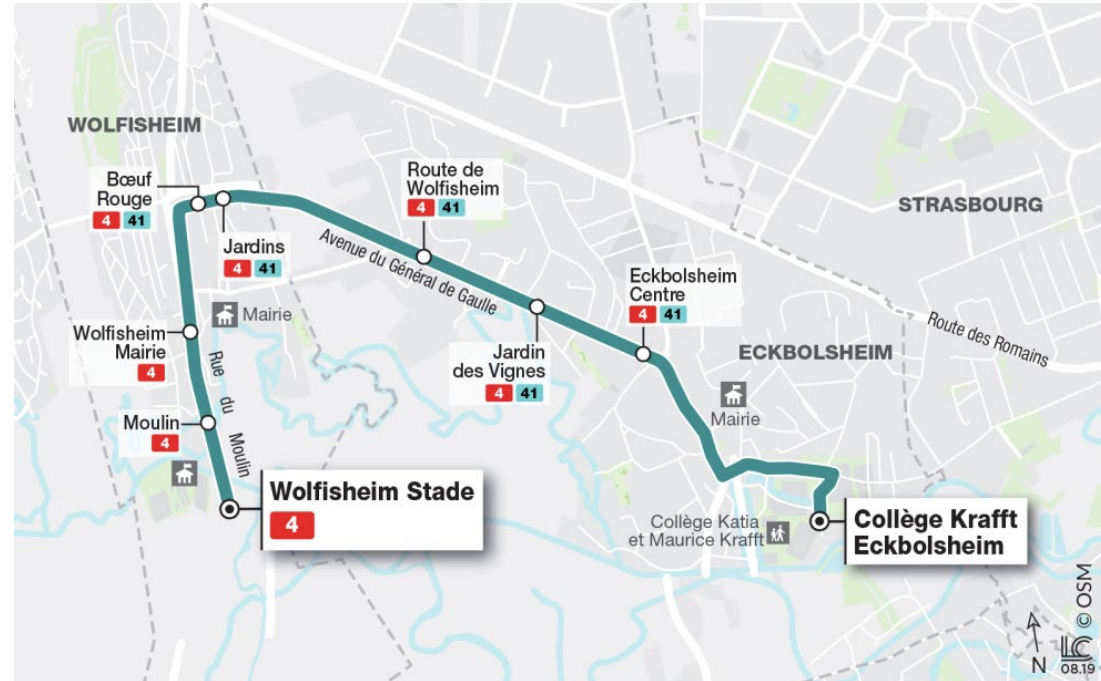 WOLFISHEIM
Bœuf
Rouge
4 41
Jardins
4 41
Route de
Wolfisheim
4 41
Avenue du Général de Gaulle
STRASBOURG
Eckbolsheim
Centre
4 41
Route des Romains
Mairie
Wolfisheim
Mairie
4
Rue du Moulin
Jardin
des Vignes
4 41
ECKBOLSHEIM
Mairie
Moulin
4
Wolfisheim Stade
4
Collège Katia
et Maurice Krafft
Collège Krafft
Eckbolsheim
N
© OSM
08.19